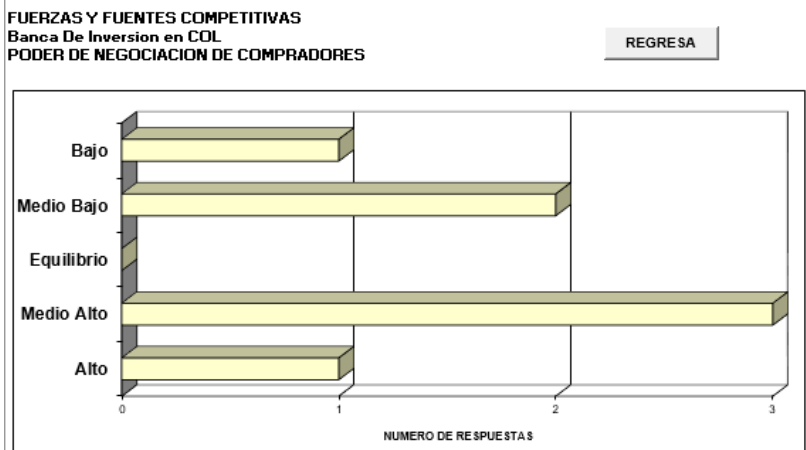 FUERZAS Y FUENTES COMPETITIVAS
Banca De Inversion en COL
PODER DE NEGOCIACION DE COMPRADORES
REGRESA
Bajo
Medio Bajo
Equilibrio
Medio Alto
Alto
0 1 2 3
NUMERO DE RESPUESTAS